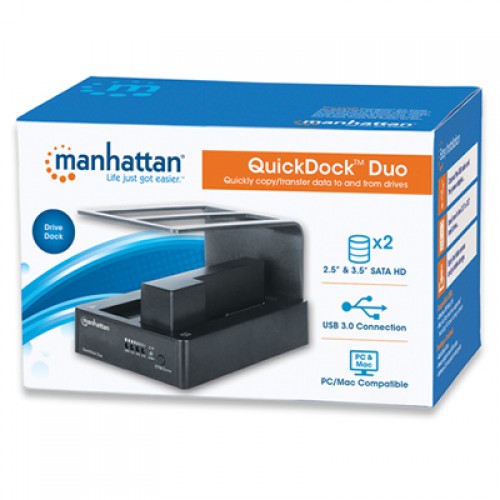 manhattan®
Life just got easier.™
QuickDock™ Duo
Quickly copy/transfer data to and from drives
Drive
Dock
x2
2.5" & 3.5" SATA HD
USB 3.0 Connection
PC &
Mac
PC/Mac Compatible
manhattan